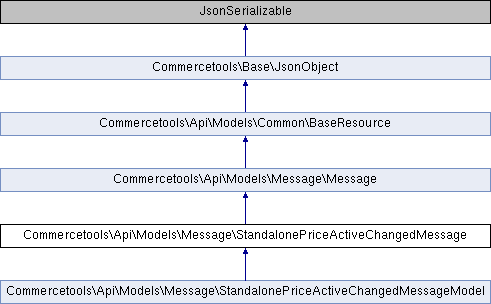 JsonSerializable
Commercetools\Base\JsonObject
Commercetools\Api\Models\Common\BaseResource
Commercetools\Api\Models\Message\Message
Commercetools\Api\Models\Message\StandalonePriceActiveChangedMessage
Commercetools\Api\Models\Message\StandalonePriceActiveChangedMessageModel